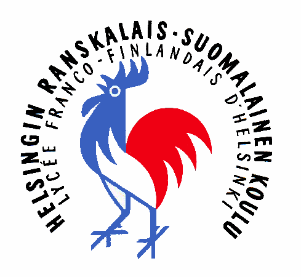 HELSINGIN RANSKALAIS-SUOMALAINEN KOULU
LYCÉE FRANCO-FINLANDAIS D'HELSINKI